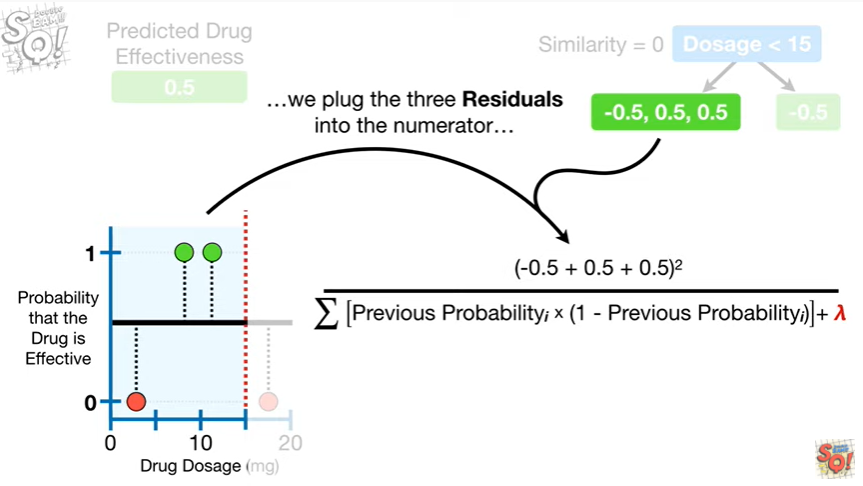 Predicted Drug
Effectiveness
0.5
Similarity = 0
Dosage < 15
-0.5, 0.5, 0.5
-0.5
…we plug the three Residuals
into the numerator…
(-0.5 + 0.5 + 0.5)²
∑ [Previous Probabilityᵢ × (1 - Previous Probabilityᵢ)]+ λ
1
Probability
that the
Drug is
Effective
0
0
10
20
Drug Dosage (mg)
SQ!